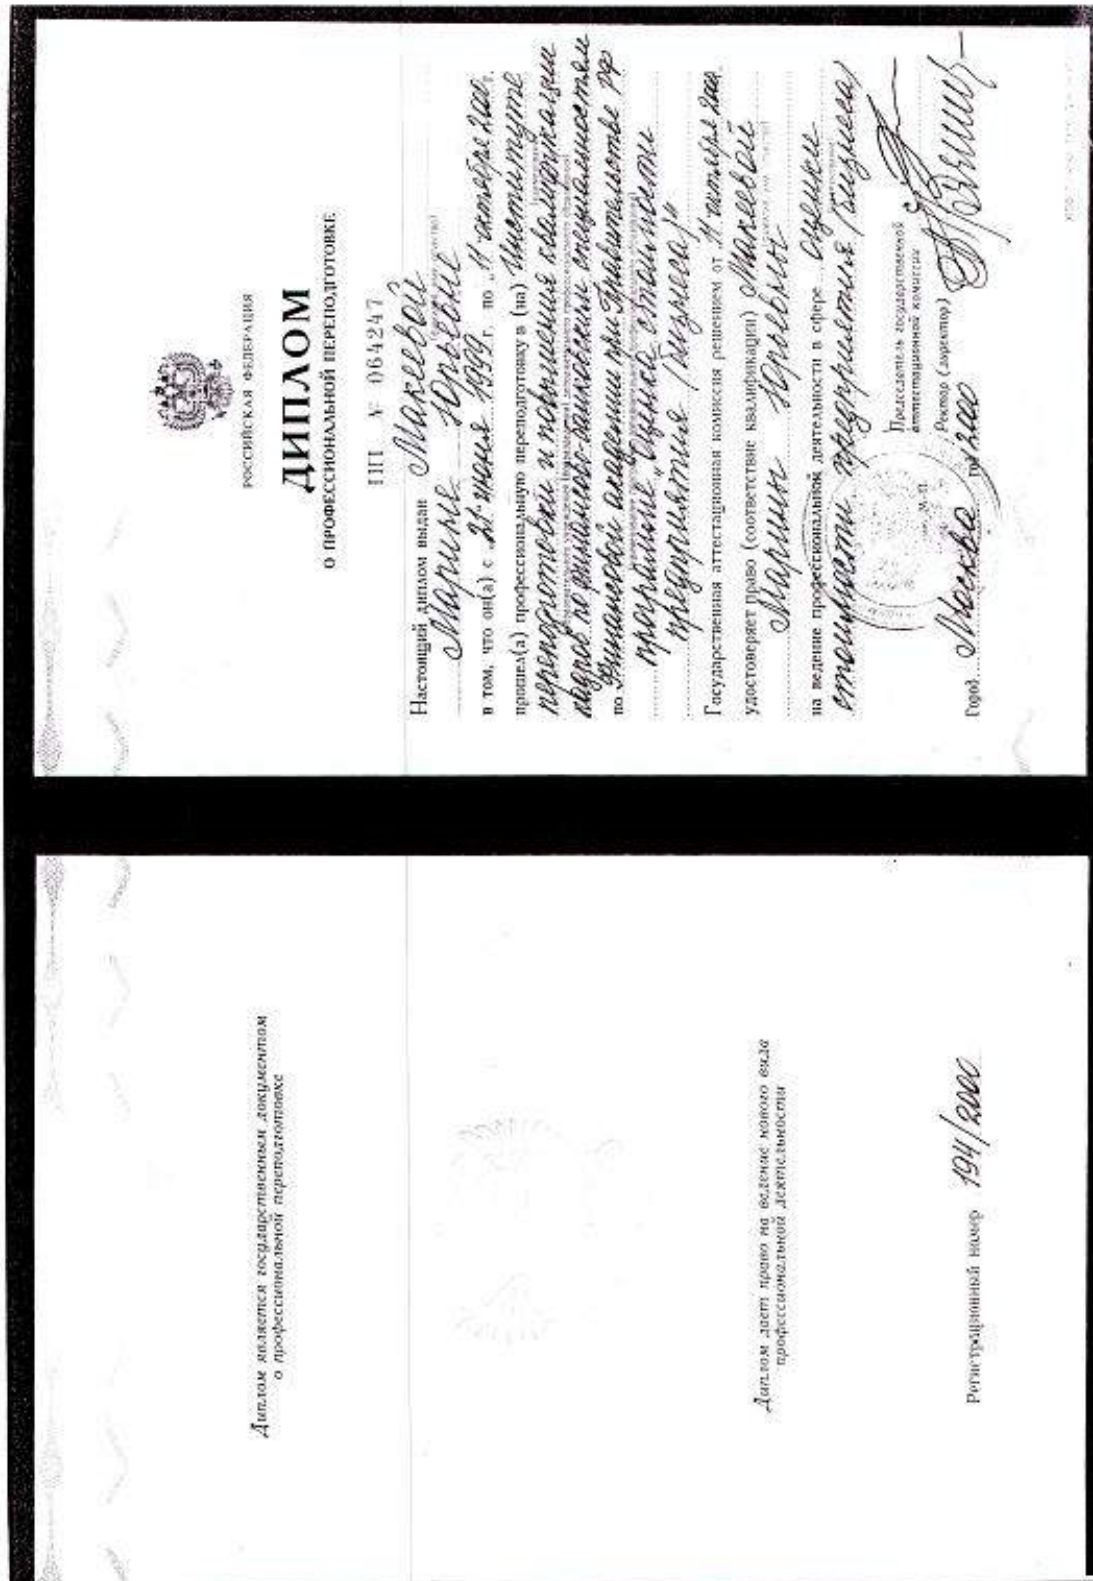 Диплом является государственным документом
о профессиональной переподготовке
Диплом дает право на ведение нового вида
профессиональной деятельности
Регистрационный номер 194/2000
РОССИЙСКАЯ ФЕДЕРАЦИЯ
ДИПЛОМ
О ПРОФЕССИОНАЛЬНОЙ ПЕРЕПОДГОТОВКЕ
ПП № 064247
Настоящий диплом выдан Макеевой
Марине Юрьевне
в том, что он(а) с „21“ июня 1999 г. по „11“ октября 2000 г.
прошел(а) профессиональную переподготовку в (на) Институте
переподготовки и повышения квалификации
кадров по финансово-банковским специальностям
по Финансовой академии при Правительстве РФ
программе „Оценка стоимости
предприятия /бизнеса/“
Государственная аттестационная комиссия решением от „11“ октября 2000 г.
удостоверяет право (соответствие квалификации) Макеевой
Марины Юрьевны
на ведение профессиональной деятельности в сфере оценки
стоимости предприятия /бизнеса/
Председатель государственной
аттестационной комиссии
Ректор (директор)
М.П.
Город Москва год 2000